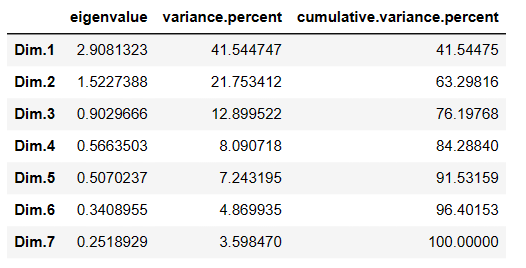 eigenvalue variance.percent cumulative.variance.percent
Dim.1 2.9081323 41.544747 41.54475
Dim.2 1.5227388 21.753412 63.29816
Dim.3 0.9029666 12.899522 76.19768
Dim.4 0.5663503 8.090718 84.28840
Dim.5 0.5070237 7.243195 91.53159
Dim.6 0.3408955 4.869935 96.40153
Dim.7 0.2518929 3.598470 100.00000